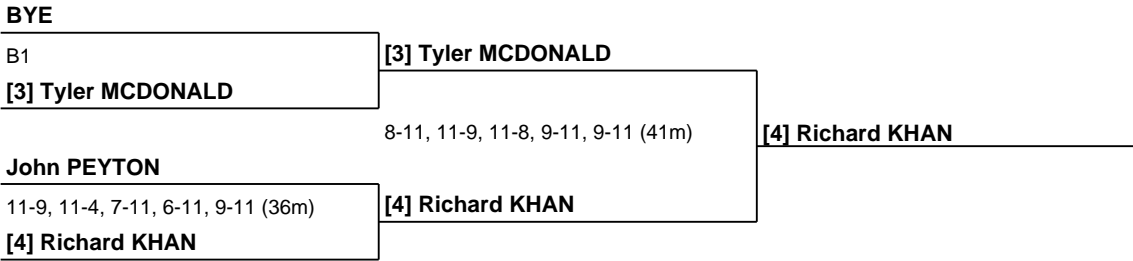 BYE
B1
[3] Tyler MCDONALD
[3] Tyler MCDONALD
8-11, 11-9, 11-8, 9-11, 9-11 (41m)
[4] Richard KHAN
John PEYTON
11-9, 11-4, 7-11, 6-11, 9-11 (36m)
[4] Richard KHAN
[4] Richard KHAN